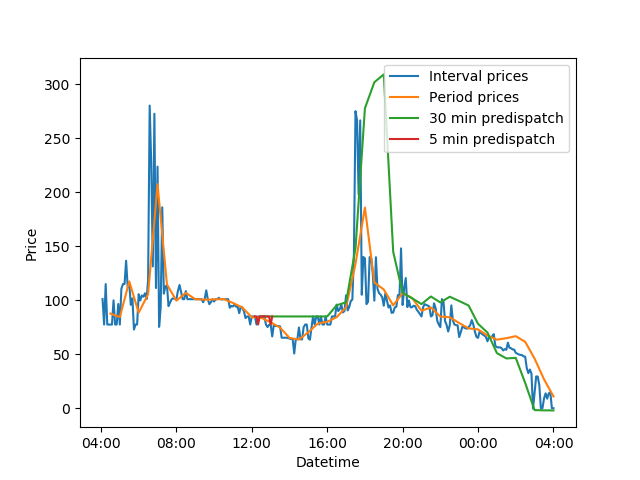 Interval prices
Period prices
30 min predispatch
5 min predispatch
300
250
200
150
100
50
0
Price
04:00 08:00 12:00 16:00 20:00 00:00 04:00
Datetime